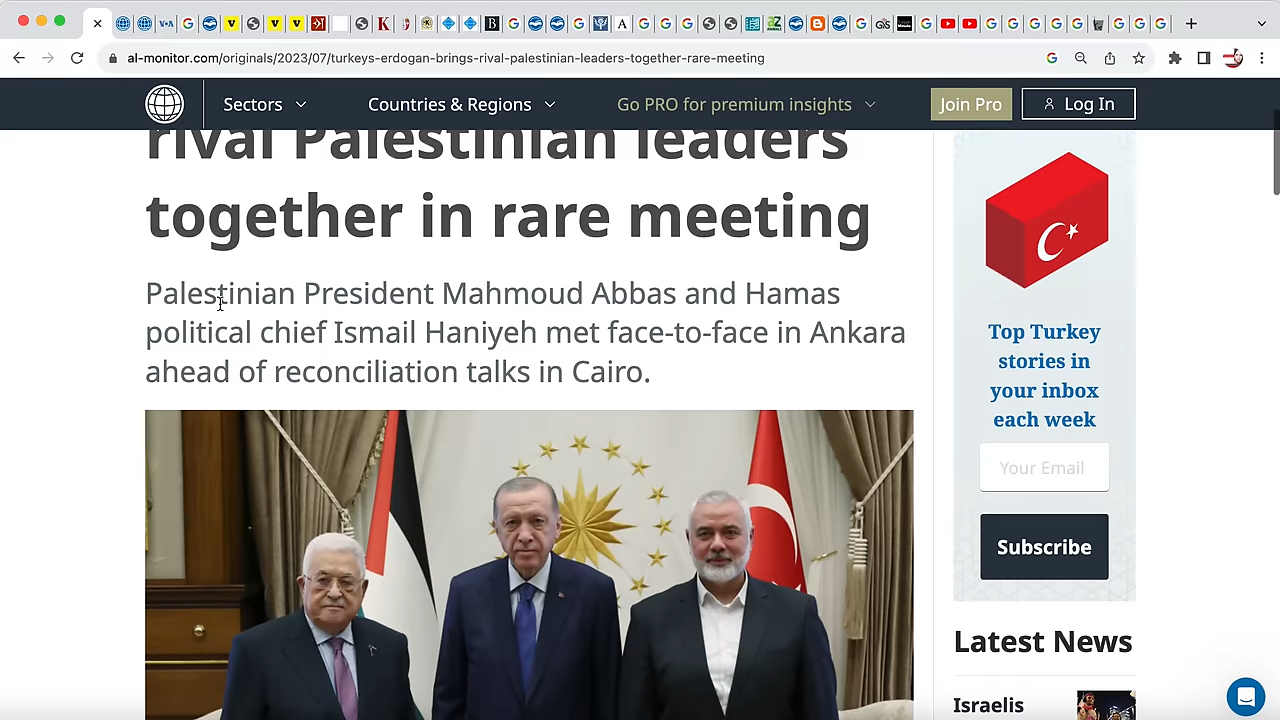 al-monitor.com/originals/2023/07/turkeys-erdogan-brings-rival-palestinian-leaders-together-rare-meeting
Sectors
Countries & Regions
Go PRO for premium insights
Join Pro
Log In
rival Palestinian leaders
together in rare meeting
Palestinian President Mahmoud Abbas and Hamas
political chief Ismail Haniyeh met face-to-face in Ankara
ahead of reconciliation talks in Cairo.
Top Turkey
stories in
your inbox
each week
Your Email
Subscribe
Latest News
Israelis